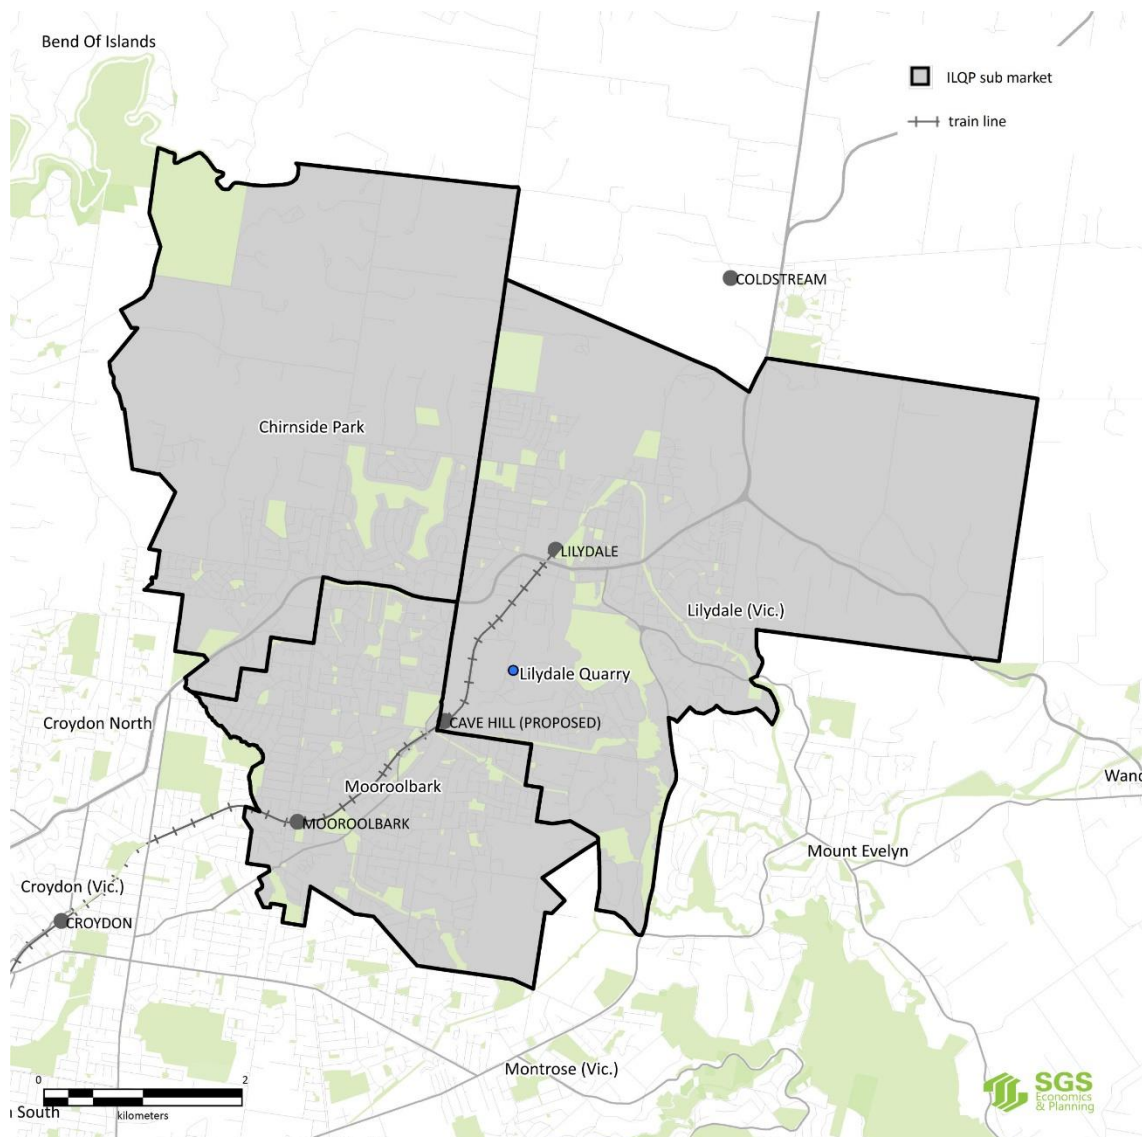 Bend Of Islands
ILQP sub market
train line
COLDSTREAM
Chirnside Park
LILYDALE
Lilydale (Vic.)
Lilydale Quarry
Croydon North
CAVE HILL (PROPOSED)
Wand
Mooroolbark
MOOROOLBARK
Mount Evelyn
Croydon (Vic.)
CROYDON
Montrose (Vic.)
0 2
kilometers
n South
SGS
Economics
& Planning